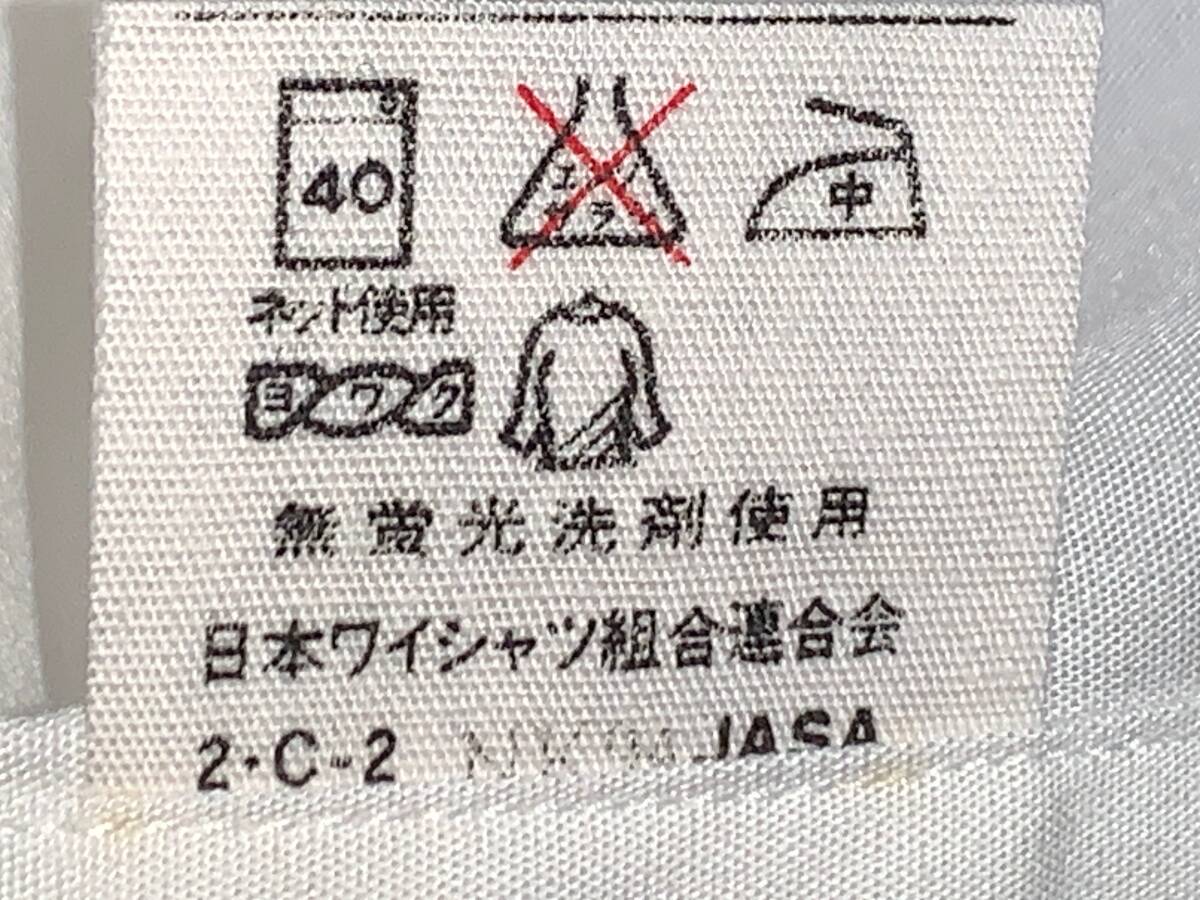 40
エンソ
サラシ
中
ネット使用
ヨワク
無蛍光洗剤使用
日本ワイシャツ組合連合会
2-C-2 JASA